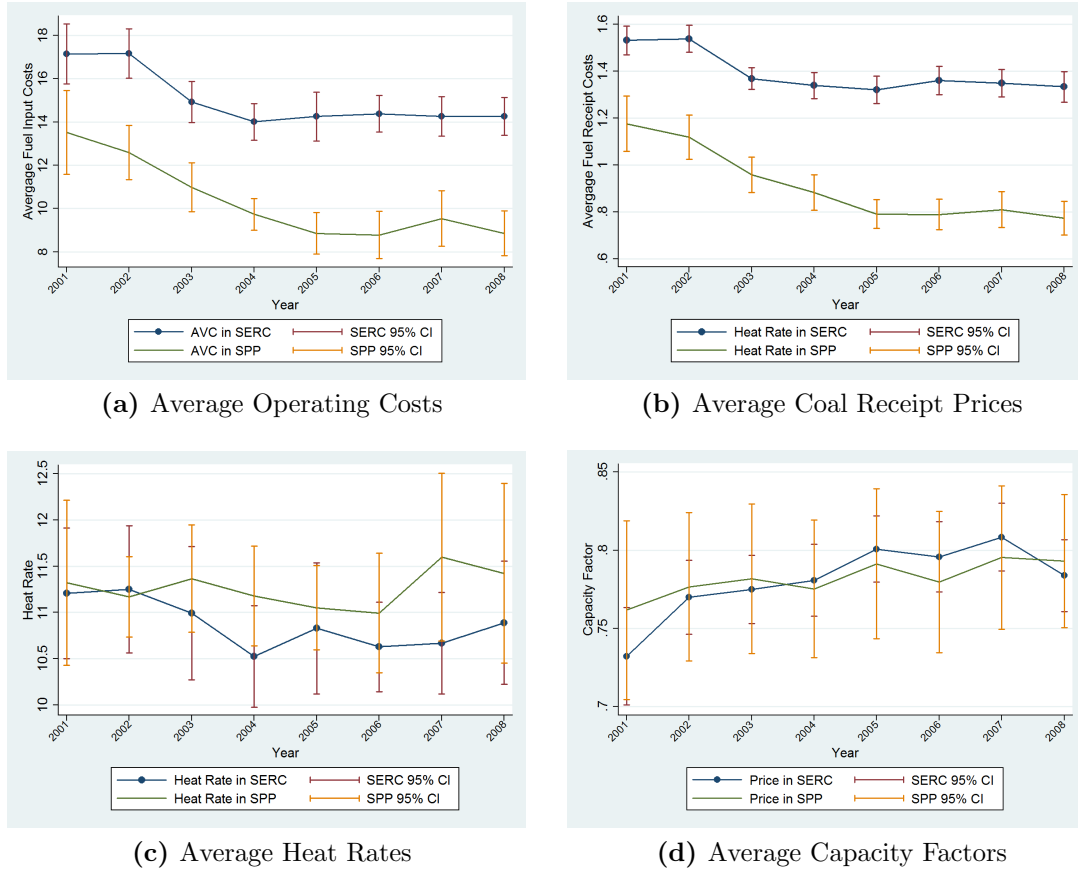 Avergage Fuel Input Costs
18
16
14
12
10
8
2001 2002 2003 2004 2005 2006 2007 2008
Year
AVC in SERC SERC 95% CI
AVC in SPP SPP 95% CI
(a) Average Operating Costs
Avergage Fuel Receipt Costs
1.6
1.4
1.2
1
.8
.6
2001 2002 2003 2004 2005 2006 2007 2008
Year
Heat Rate in SERC SERC 95% CI
Heat Rate in SPP SPP 95% CI
(b) Average Coal Receipt Prices
Heat Rate
12.5
12
11.5
11
10.5
10
2001 2002 2003 2004 2005 2006 2007 2008
Year
Heat Rate in SERC SERC 95% CI
Heat Rate in SPP SPP 95% CI
(c) Average Heat Rates
Capacity Factor
.85
.8
.75
.7
2001 2002 2003 2004 2005 2006 2007 2008
Year
Price in SERC SERC 95% CI
Price in SPP SPP 95% CI
(d) Average Capacity Factors